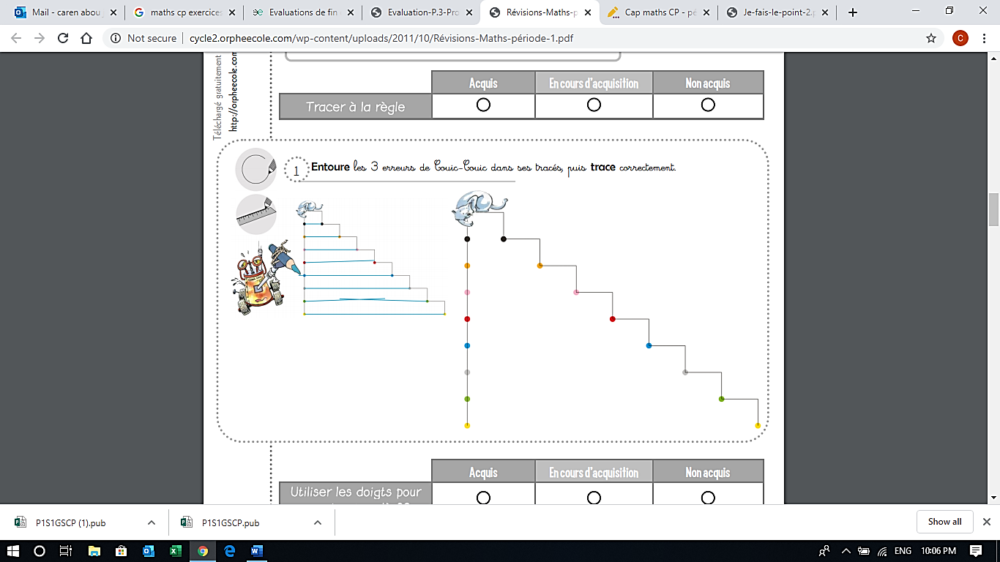 Mail - caren abou j
maths cp exercices
Evaluations de fin
Evaluation-P.3-Pro
Révisions-Maths-p
Cap maths CP - pé
Je-fais-le-point-2.p
Not secure | cycle2.orpheecole.com/wp-content/uploads/2011/10/Révisions-Maths-période-1.pdf
C
Téléchargé gratuitement
http://orpheecole.com
Acquis En cours d'acquisition Non acquis
Tracer à la règle
1 Entoure les 3 erreurs de Couic-Couic dans ses tracés, puis trace correctement.
Acquis En cours d'acquisition Non acquis
Utiliser les doigts pour
P1S1GSCP (1).pub
P1S1GSCP.pub
Show all
ENG 10:06 PM